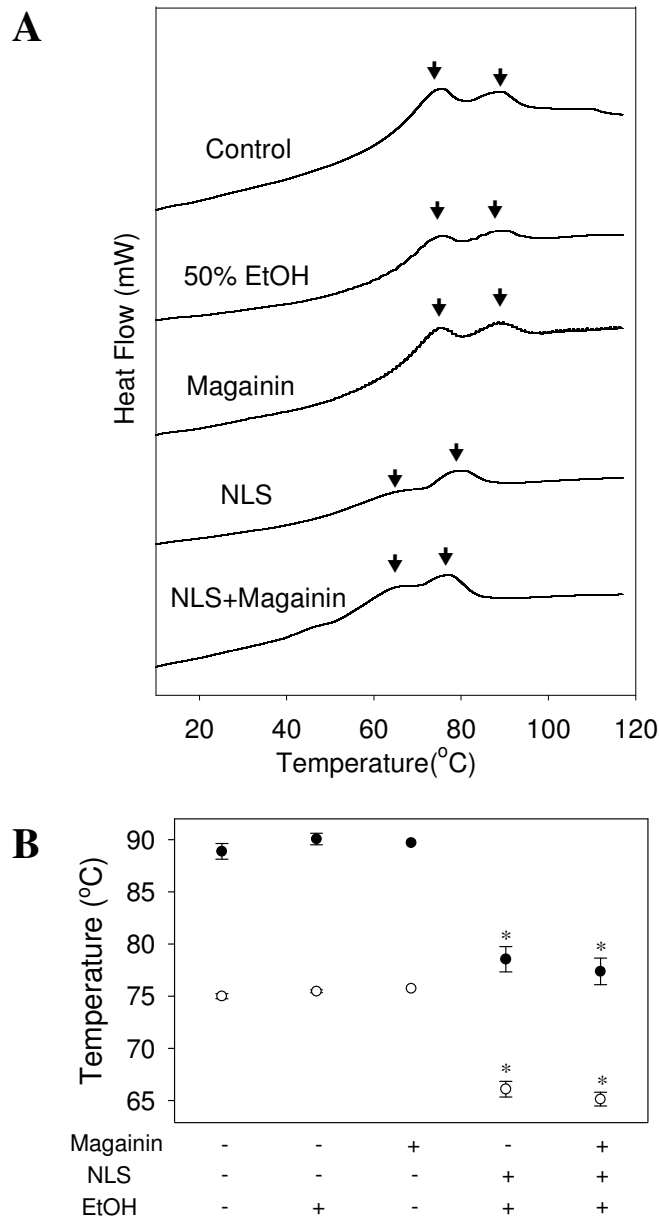 A
Control
50% EtOH
Magainin
NLS
NLS+Magainin
Heat Flow (mW)
20 40 60 80 100 120
Temperature(°C)
B
90
85
80
75
70
65
Temperature (°C)
* *
* *
Magainin - - + - +
NLS - - - + +
EtOH - + - + +